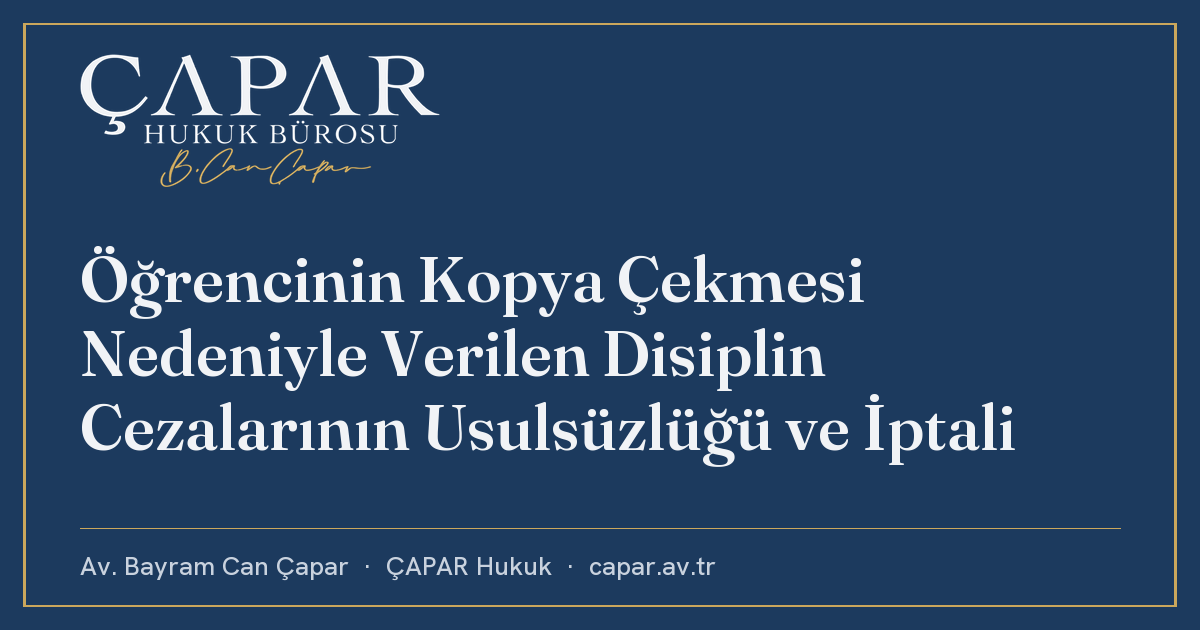 ÇAPAR
HUKUK BÜROSU
B.Can Çapar
Öğrencinin Kopya Çekmesi
Nedeniyle Verilen Disiplin
Cezalarının Usulsüzlüğü ve İptali
Av. Bayram Can Çapar · ÇAPAR Hukuk · capar.av.tr